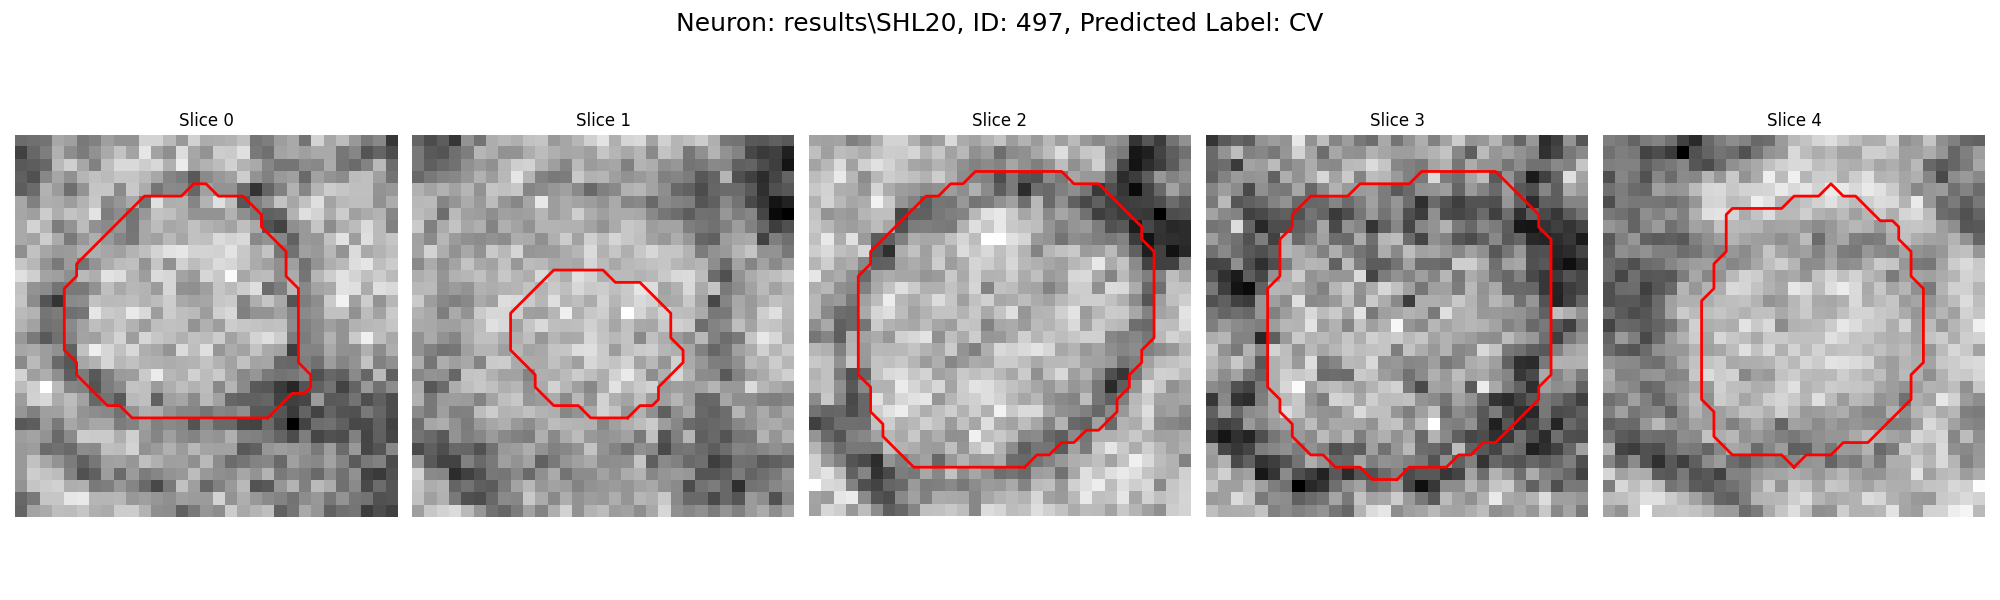 Neuron: results\SHL20, ID: 497, Predicted Label: CV
Slice 0
Slice 1
Slice 2
Slice 3
Slice 4